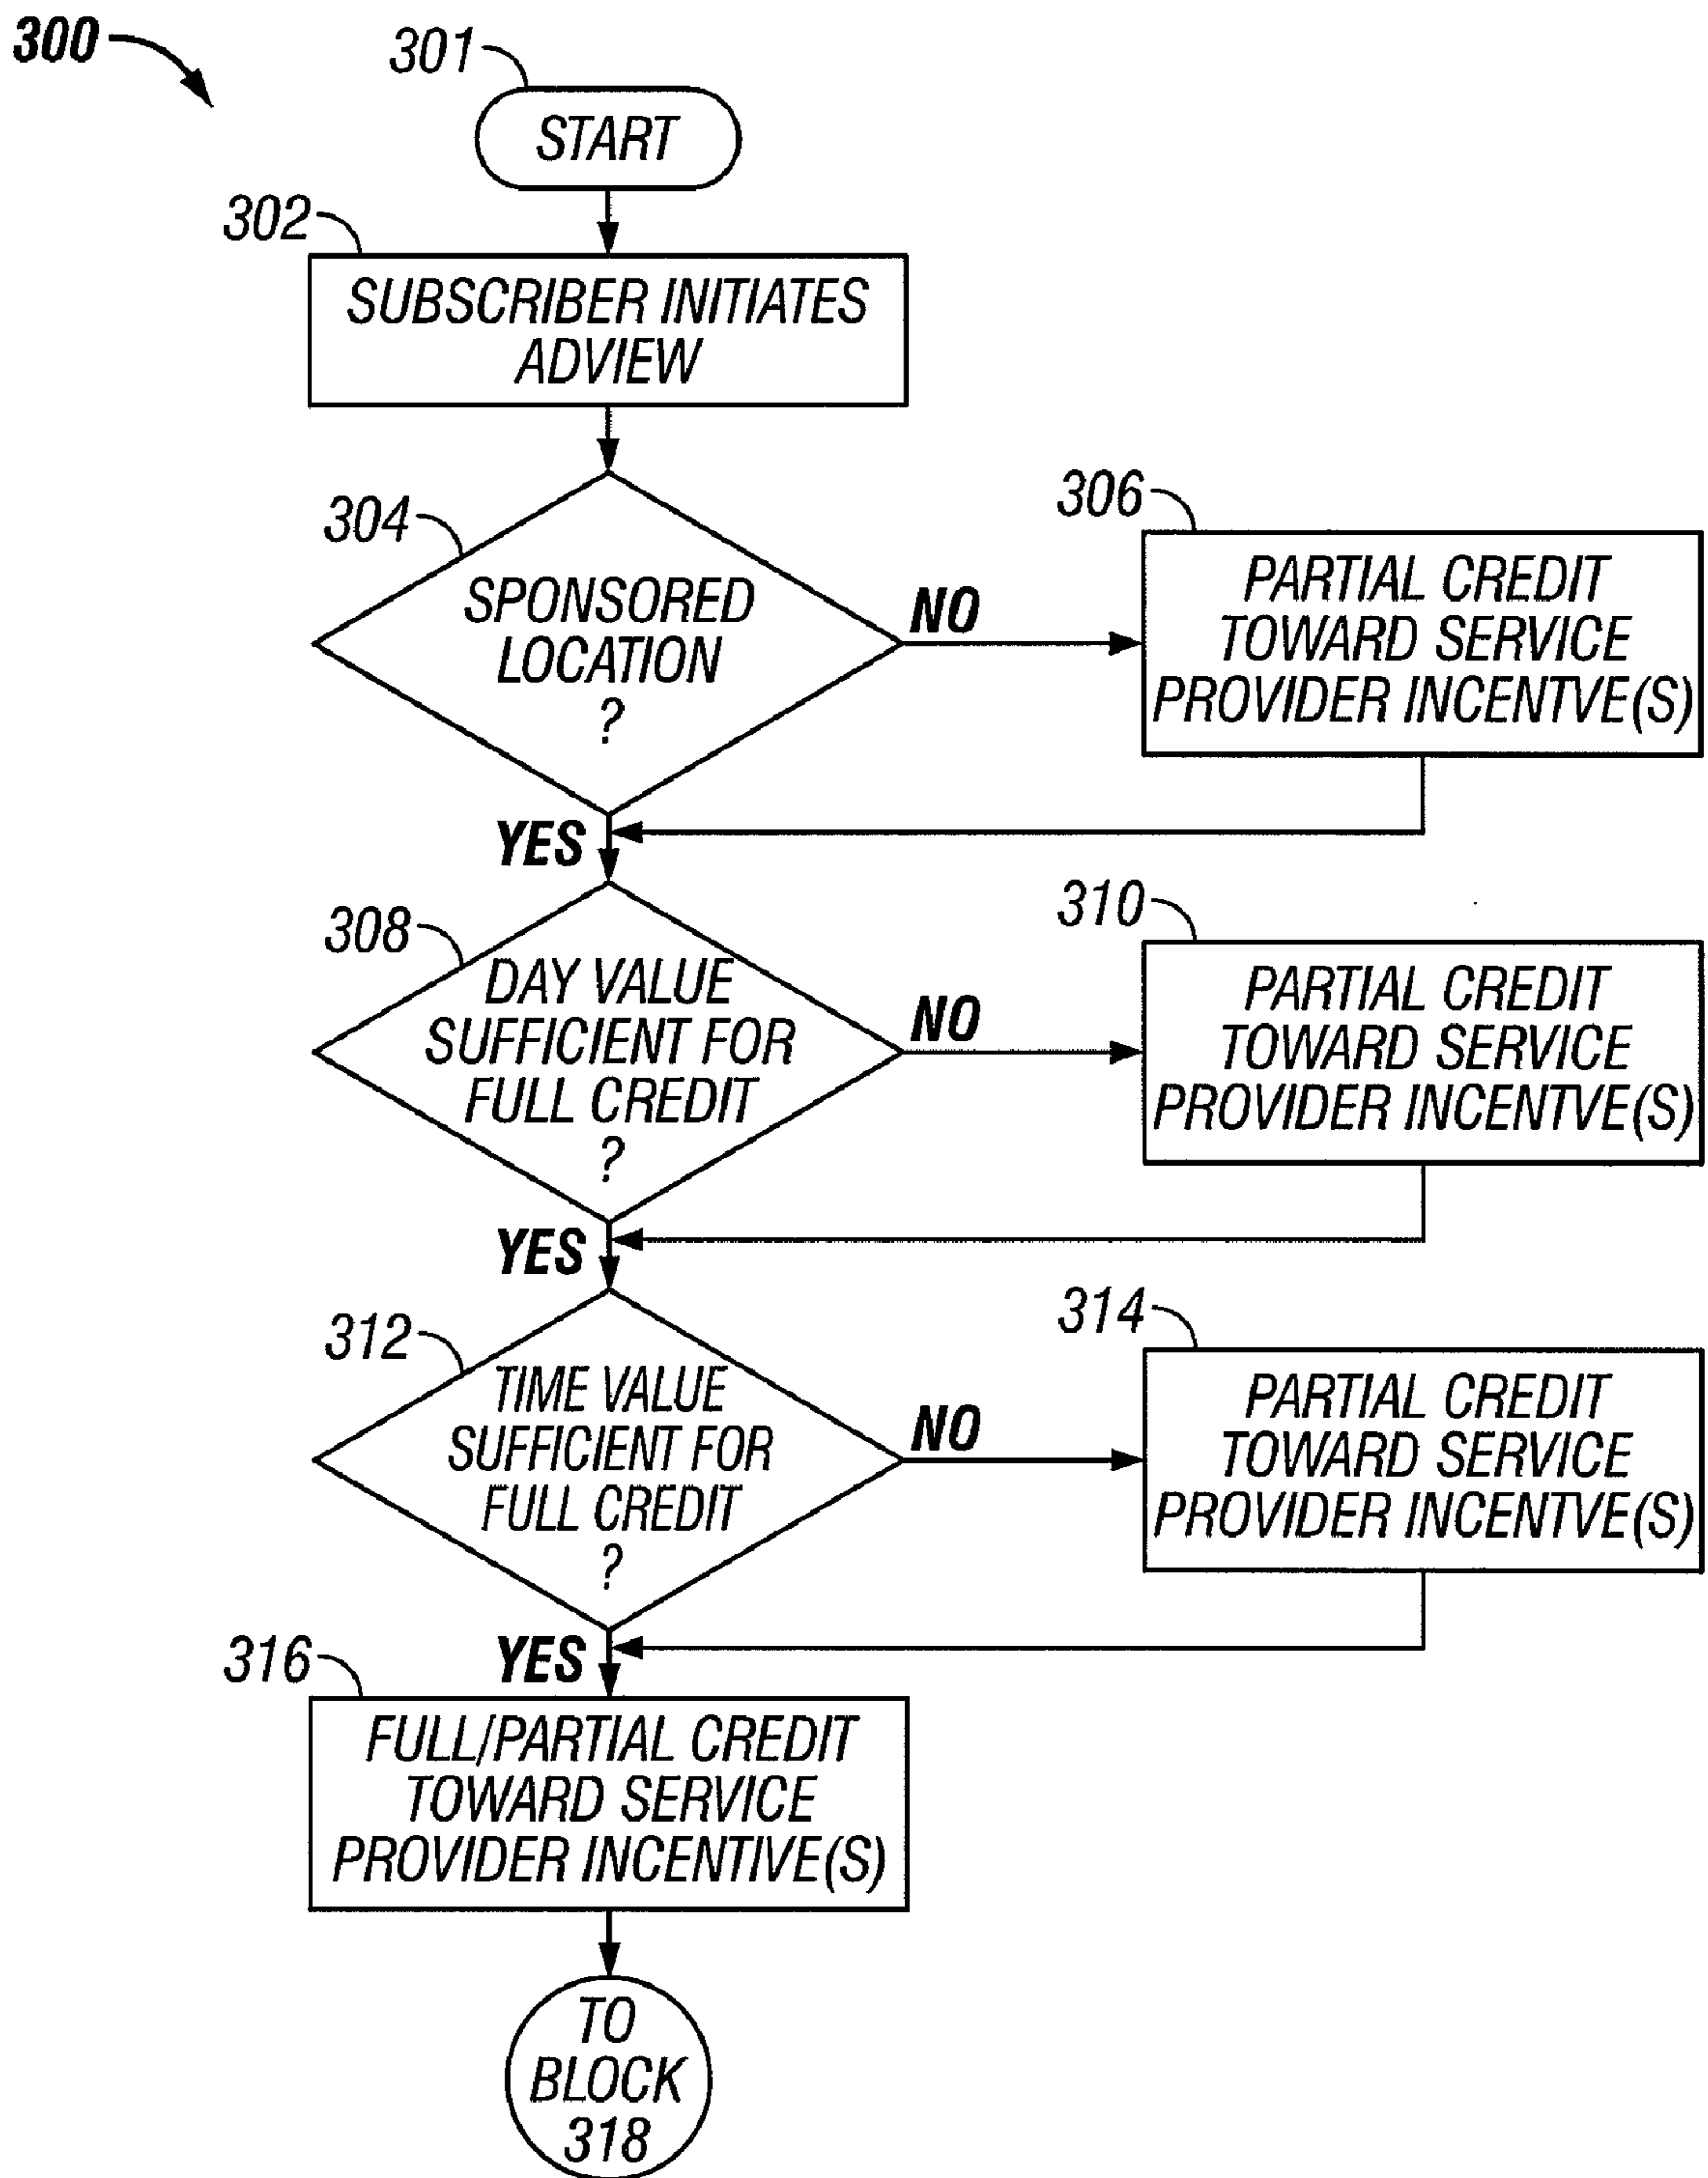 300
301
START
302
SUBSCRIBER INITIATES
ADVIEW
304
SPONSORED
LOCATION
?
NO
306
PARTIAL CREDIT
TOWARD SERVICE
PROVIDER INCENTVE(S)
YES
308
DAY VALUE
SUFFICIENT FOR
FULL CREDIT
?
NO
310
PARTIAL CREDIT
TOWARD SERVICE
PROVIDER INCENTVE(S)
YES
312
TIME VALUE
SUFFICIENT FOR
FULL CREDIT
?
NO
314
PARTIAL CREDIT
TOWARD SERVICE
PROVIDER INCENTVE(S)
YES
316
FULL/PARTIAL CREDIT
TOWARD SERVICE
PROVIDER INCENTIVE(S)
TO
BLOCK
318